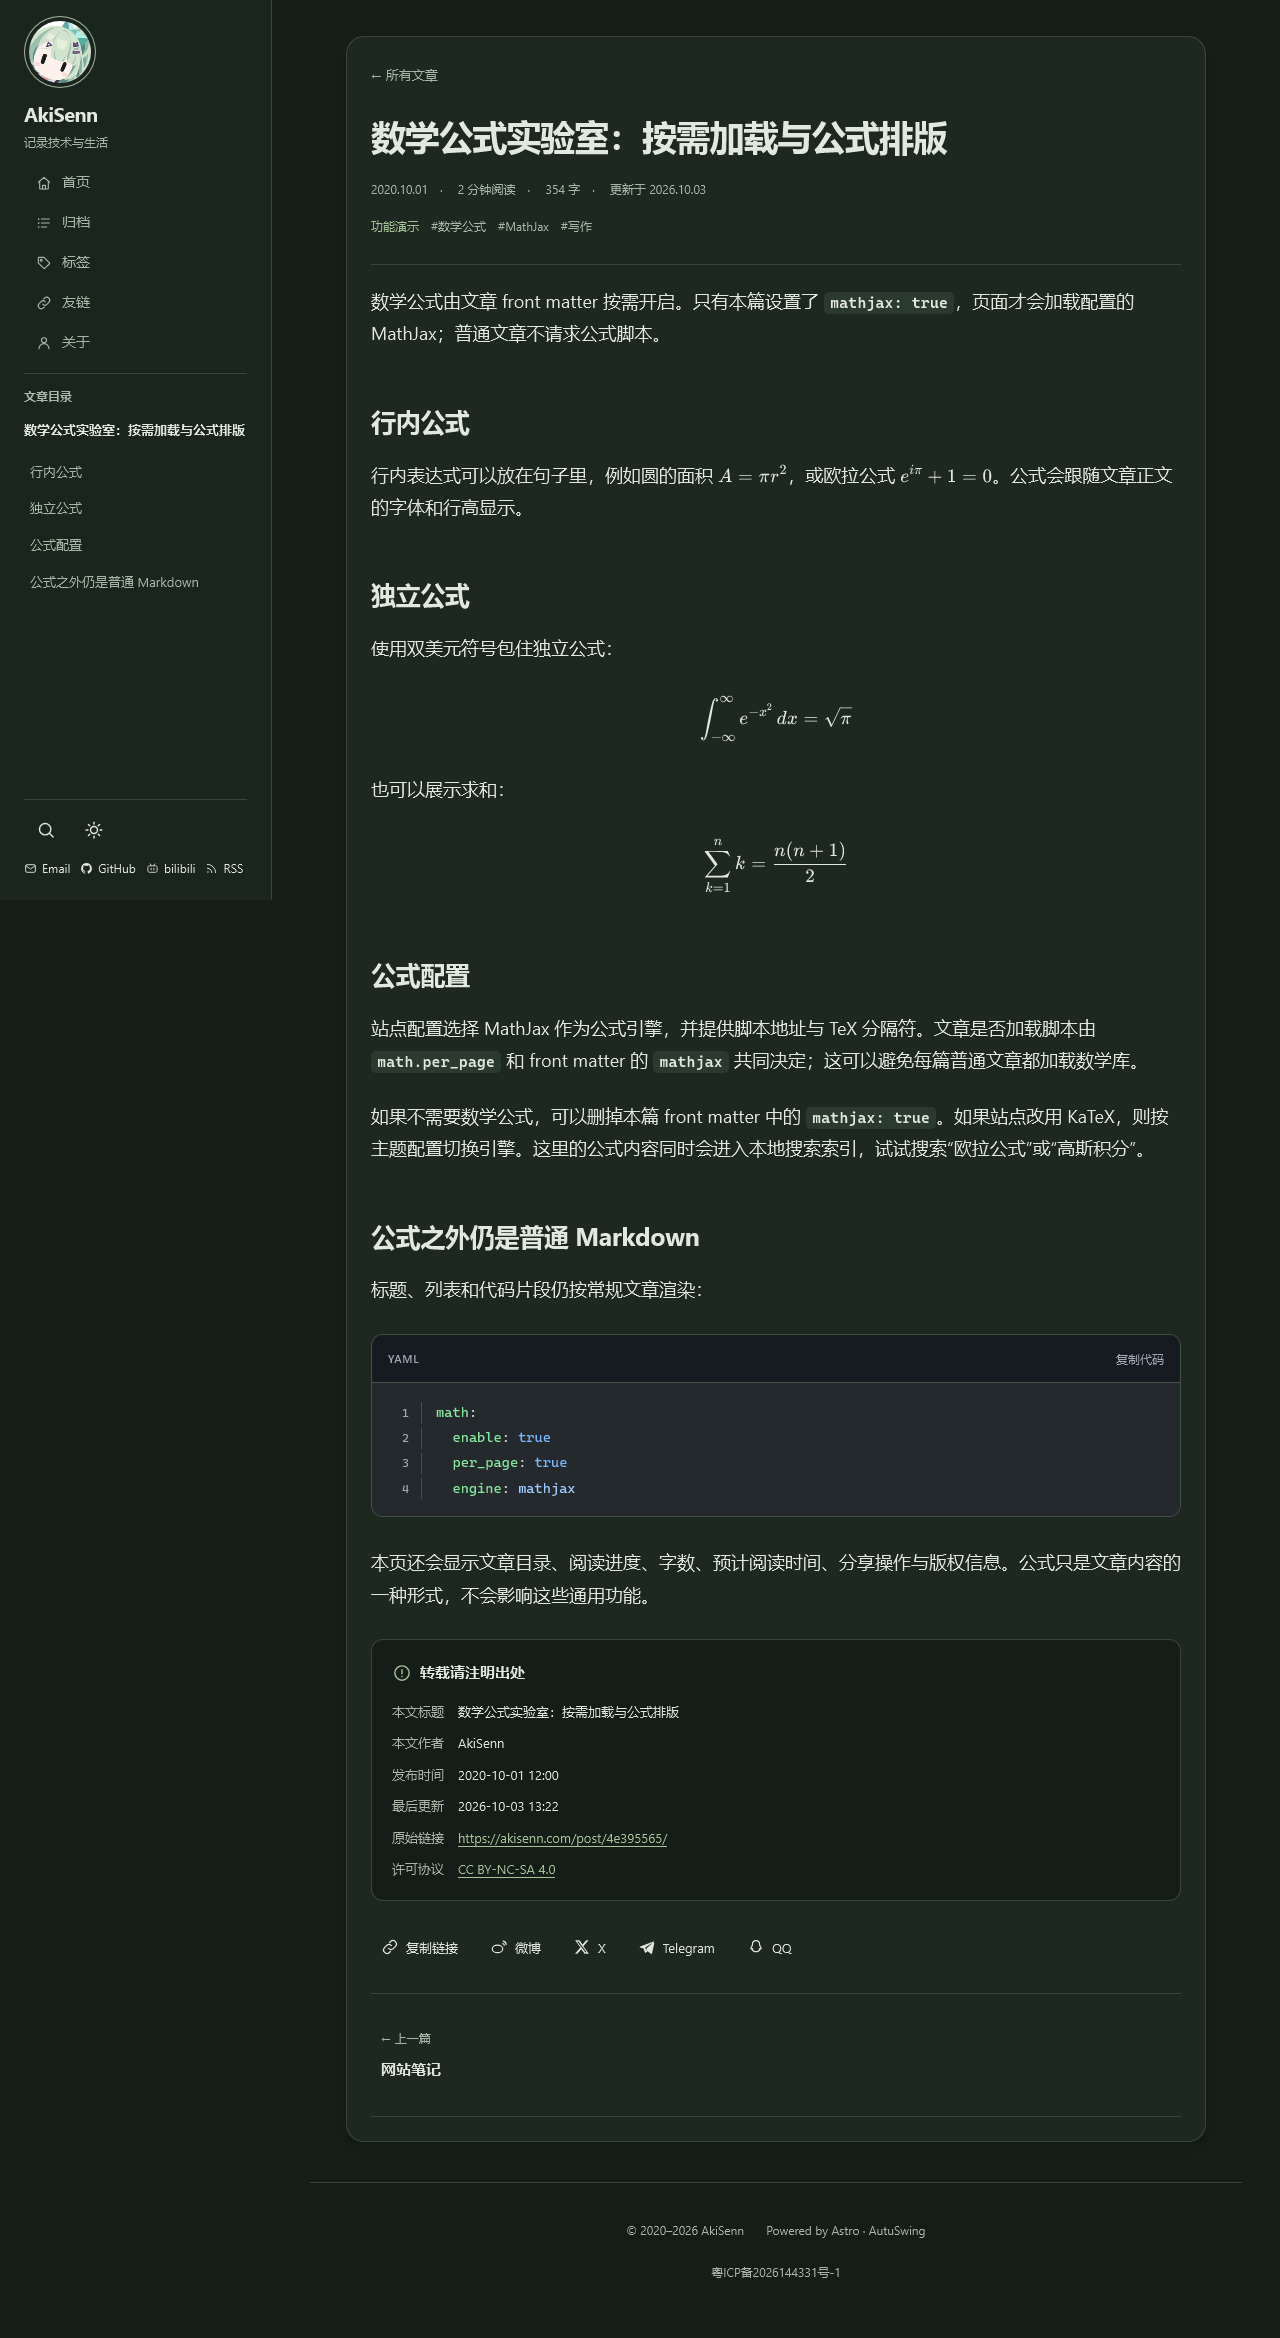 AkiSenn
记录技术与生活
首页
归档
标签
友链
关于
文章目录
数学公式实验室：按需加载与公式排版
行内公式
独立公式
公式配置
公式之外仍是普通 Markdown
Email GitHub bilibili RSS
← 所有文章
数学公式实验室：按需加载与公式排版
2020.10.01 · 2 分钟阅读 · 354 字 · 更新于 2026.10.03
功能演示 #数学公式 #MathJax #写作
数学公式由文章 front matter 按需开启。只有本篇设置了 mathjax: true，页面才会加载配置的
MathJax；普通文章不请求公式脚本。
行内公式
行内表达式可以放在句子里，例如圆的面积 A = πr²，或欧拉公式 e^{iπ} + 1 = 0。公式会跟随文章正文
的字体和行高显示。
独立公式
使用双美元符号包住独立公式：
∫_{−∞}^{∞} e^{−x²} dx = √π
也可以展示求和：
∑_{k=1}^{n} k = n(n + 1)/2
公式配置
站点配置选择 MathJax 作为公式引擎，并提供脚本地址与 TeX 分隔符。文章是否加载脚本由
math.per_page 和 front matter 的 mathjax 共同决定；这可以避免每篇普通文章都加载数学库。
如果不需要数学公式，可以删掉本篇 front matter 中的 mathjax: true。如果站点改用 KaTeX，则按
主题配置切换引擎。这里的公式内容同时会进入本地搜索索引，试试搜索“欧拉公式”或“高斯积分”。
公式之外仍是普通 Markdown
标题、列表和代码片段仍按常规文章渲染：
YAML 复制代码
1 math:
2 enable: true
3 per_page: true
4 engine: mathjax
本页还会显示文章目录、阅读进度、字数、预计阅读时间、分享操作与版权信息。公式只是文章内容的
一种形式，不会影响这些通用功能。
转载请注明出处
本文标题 数学公式实验室：按需加载与公式排版
本文作者 AkiSenn
发布时间 2020-10-01 12:00
最后更新 2026-10-03 13:22
原始链接 https://akisenn.com/post/4e395565/
许可协议 CC BY-NC-SA 4.0
复制链接 微博 X Telegram QQ
← 上一篇
网站笔记
© 2020–2026 AkiSenn Powered by Astro · AutuSwing
粤ICP备2026144331号-1